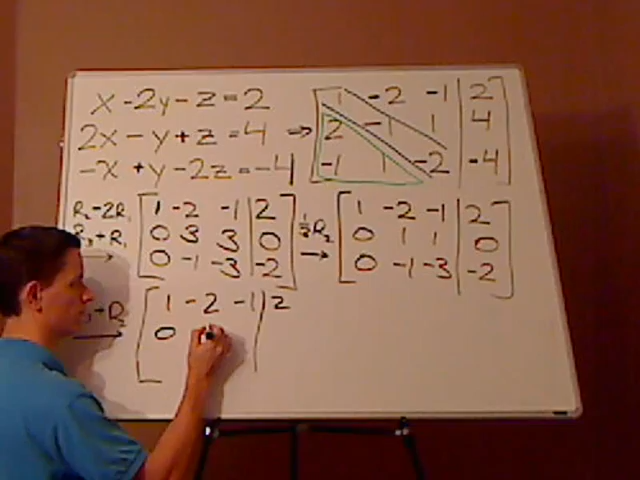 x - 2y - z = 2
2x - y + z = 4 ⇒
-x + y - 2z = -4
1 -2 -1 | 2
2 -1 1 | 4
-1 1 -2 | -4
R₂ - 2R₁
R₃ + R₁
→
1 -2 -1 | 2
0 3 3 | 0
0 -1 -3 | -2
⅓R₂
→
1 -2 -1 | 2
0 1 1 | 0
0 -1 -3 | -2
+ R₂
→
1 -2 -1 | 2
0